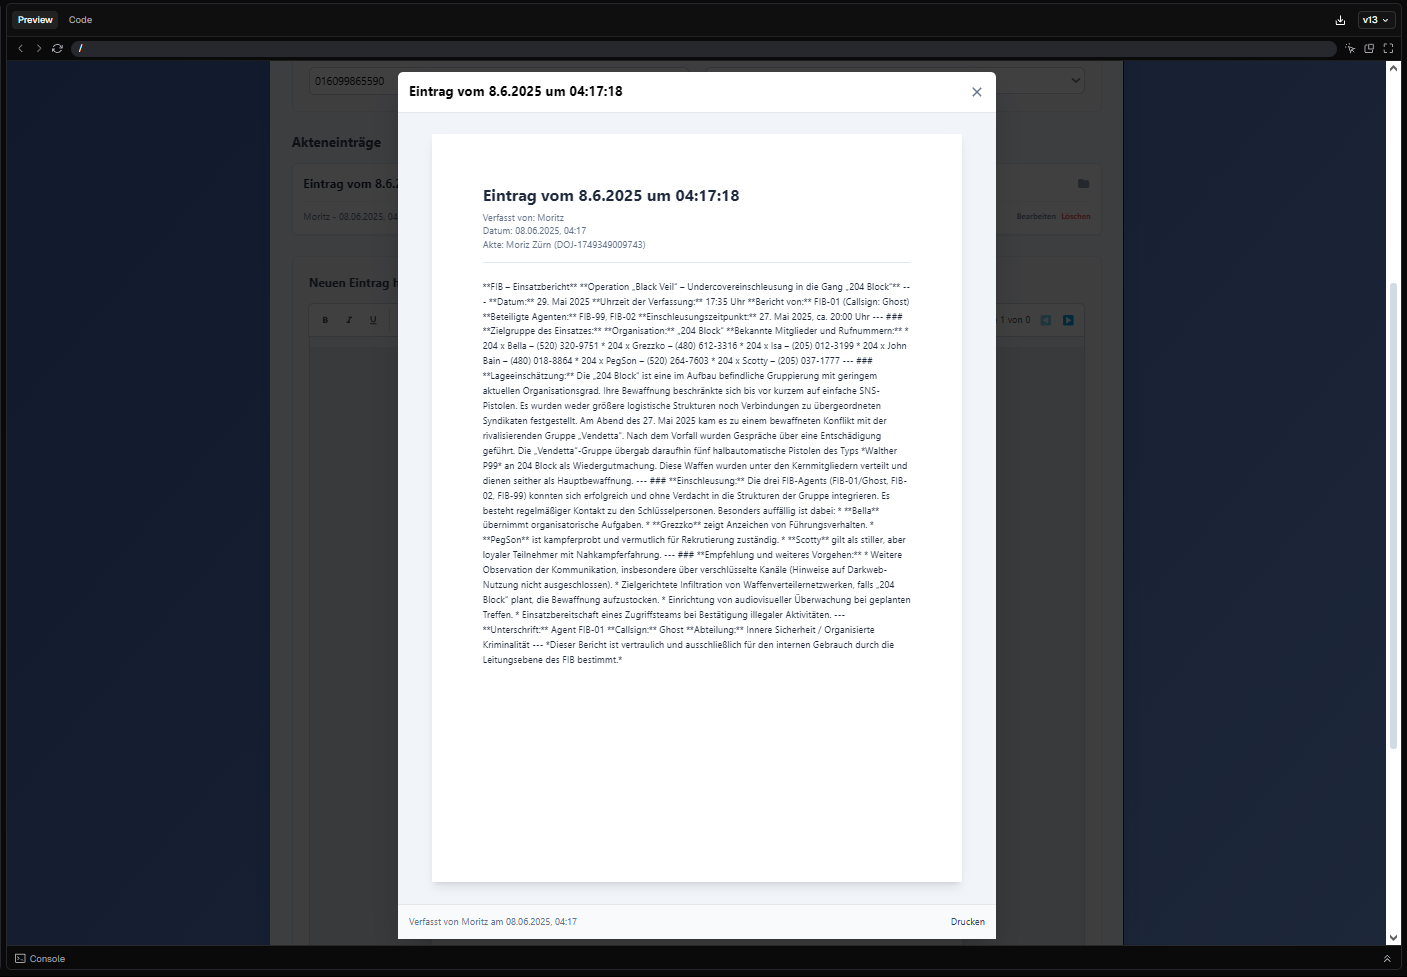 Preview Code v13
/
016099865590
Eintrag vom 8.6.2025 um 04:17:18
Akteneinträge
Eintrag vom 8.6.
Moritz - 08.06.2025, 04
Bearbeiten Löschen
Neuen Eintrag h
B I U
1 von 0
Eintrag vom 8.6.2025 um 04:17:18
Verfasst von: Moritz
Datum: 08.06.2025, 04:17
Akte: Moriz Zürn (DOJ-1749349009743)
**FIB – Einsatzbericht** **Operation „Black Veil“ – Undercovereinschleusung in die Gang „204 Block“** --
- **Datum:** 29. Mai 2025 **Uhrzeit der Verfassung:** 17:35 Uhr **Bericht von:** FIB-01 (Callsign: Ghost)
**Beteiligte Agenten:** FIB-99, FIB-02 **Einschleusungszeitpunkt:** 27. Mai 2025, ca. 20:00 Uhr --- ###
**Zielgruppe des Einsatzes:** **Organisation:** „204 Block“ **Bekannte Mitglieder und Rufnummern:** *
204 x Bella – (520) 320-9751 * 204 x Grezzko – (480) 612-3316 * 204 x Isa – (205) 012-3199 * 204 x John
Bain – (480) 018-8864 * 204 x PegSon – (520) 264-7603 * 204 x Scotty – (205) 037-1777 --- ###
**Lageeinschätzung:** Die „204 Block“ ist eine im Aufbau befindliche Gruppierung mit geringem
aktuellen Organisationsgrad. Ihre Bewaffnung beschränkte sich bis vor kurzem auf einfache SNS-
Pistolen. Es wurden weder größere logistische Strukturen noch Verbindungen zu übergeordneten
Syndikaten festgestellt. Am Abend des 27. Mai 2025 kam es zu einem bewaffneten Konflikt mit der
rivalisierenden Gruppe „Vendetta“. Nach dem Vorfall wurden Gespräche über eine Entschädigung
geführt. Die „Vendetta“-Gruppe übergab daraufhin fünf halbautomatische Pistolen des Typs *Walther
P99* an 204 Block als Wiedergutmachung. Diese Waffen wurden unter den Kernmitgliedern verteilt und
dienen seither als Hauptbewaffnung. --- ### **Einschleusung:** Die drei FIB-Agents (FIB-01/Ghost, FIB-
02, FIB-99) konnten sich erfolgreich und ohne Verdacht in die Strukturen der Gruppe integrieren. Es
besteht regelmäßiger Kontakt zu den Schlüsselpersonen. Besonders auffällig ist dabei: * **Bella**
übernimmt organisatorische Aufgaben. * **Grezzko** zeigt Anzeichen von Führungsverhalten. *
**PegSon** ist kampferprobt und vermutlich für Rekrutierung zuständig. * **Scotty** gilt als stiller, aber
loyaler Teilnehmer mit Nahkampferfahrung. --- ### **Empfehlung und weiteres Vorgehen:** * Weitere
Observation der Kommunikation, insbesondere über verschlüsselte Kanäle (Hinweise auf Darkweb-
Nutzung nicht ausgeschlossen). * Zielgerichtete Infiltration von Waffenverteilernetzwerken, falls „204
Block“ plant, die Bewaffnung aufzustocken. * Einrichtung von audiovisueller Überwachung bei geplanten
Treffen. * Einsatzbereitschaft eines Zugriffsteams bei Bestätigung illegaler Aktivitäten. ---
**Unterschrift:** Agent FIB-01 **Callsign:** Ghost **Abteilung:** Innere Sicherheit / Organisierte
Kriminalität --- *Dieser Bericht ist vertraulich und ausschließlich für den internen Gebrauch durch die
Leitungsebene des FIB bestimmt.*
Verfasst von Moritz am 08.06.2025, 04:17
Drucken
Console